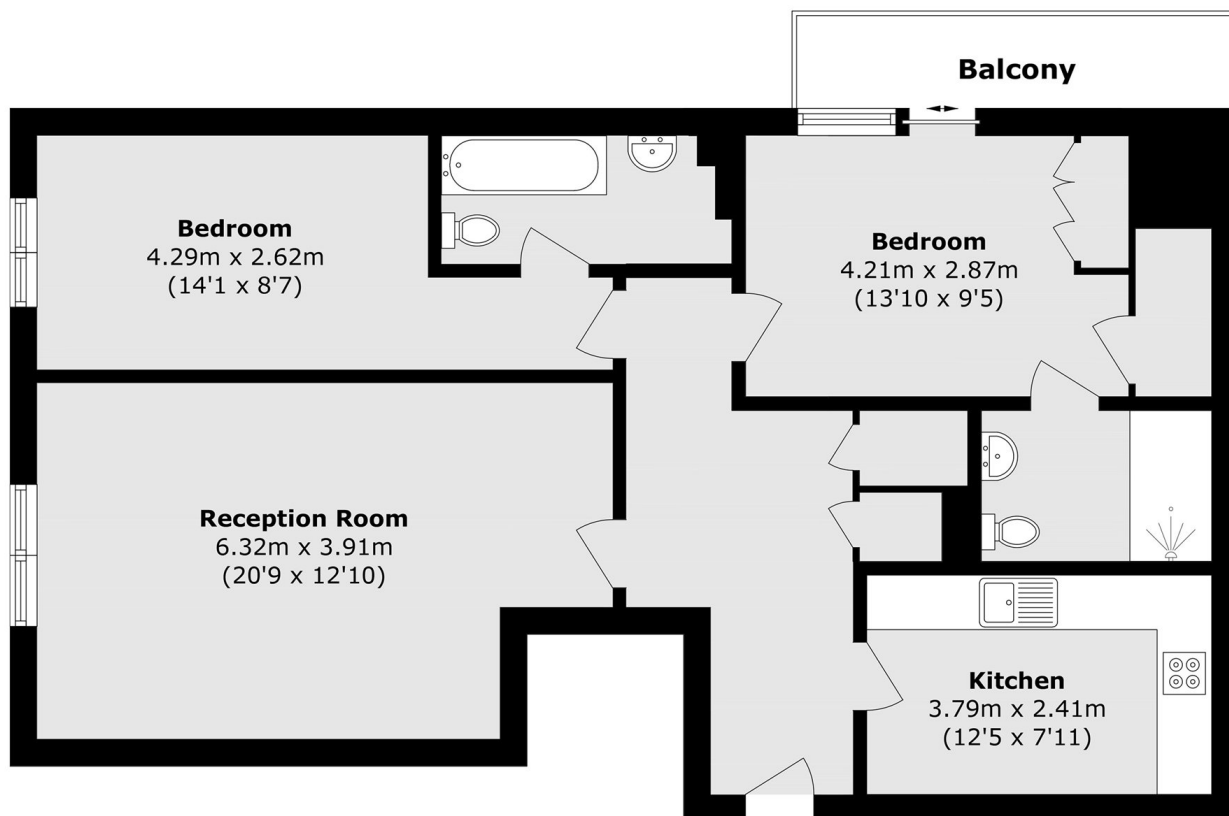 Balcony
Bedroom
4.29m x 2.62m
(14'1 x 8'7)
Bedroom
4.21m x 2.87m
(13'10 x 9'5)
Reception Room
6.32m x 3.91m
(20'9 x 12'10)
Kitchen
3.79m x 2.41m
(12'5 x 7'11)